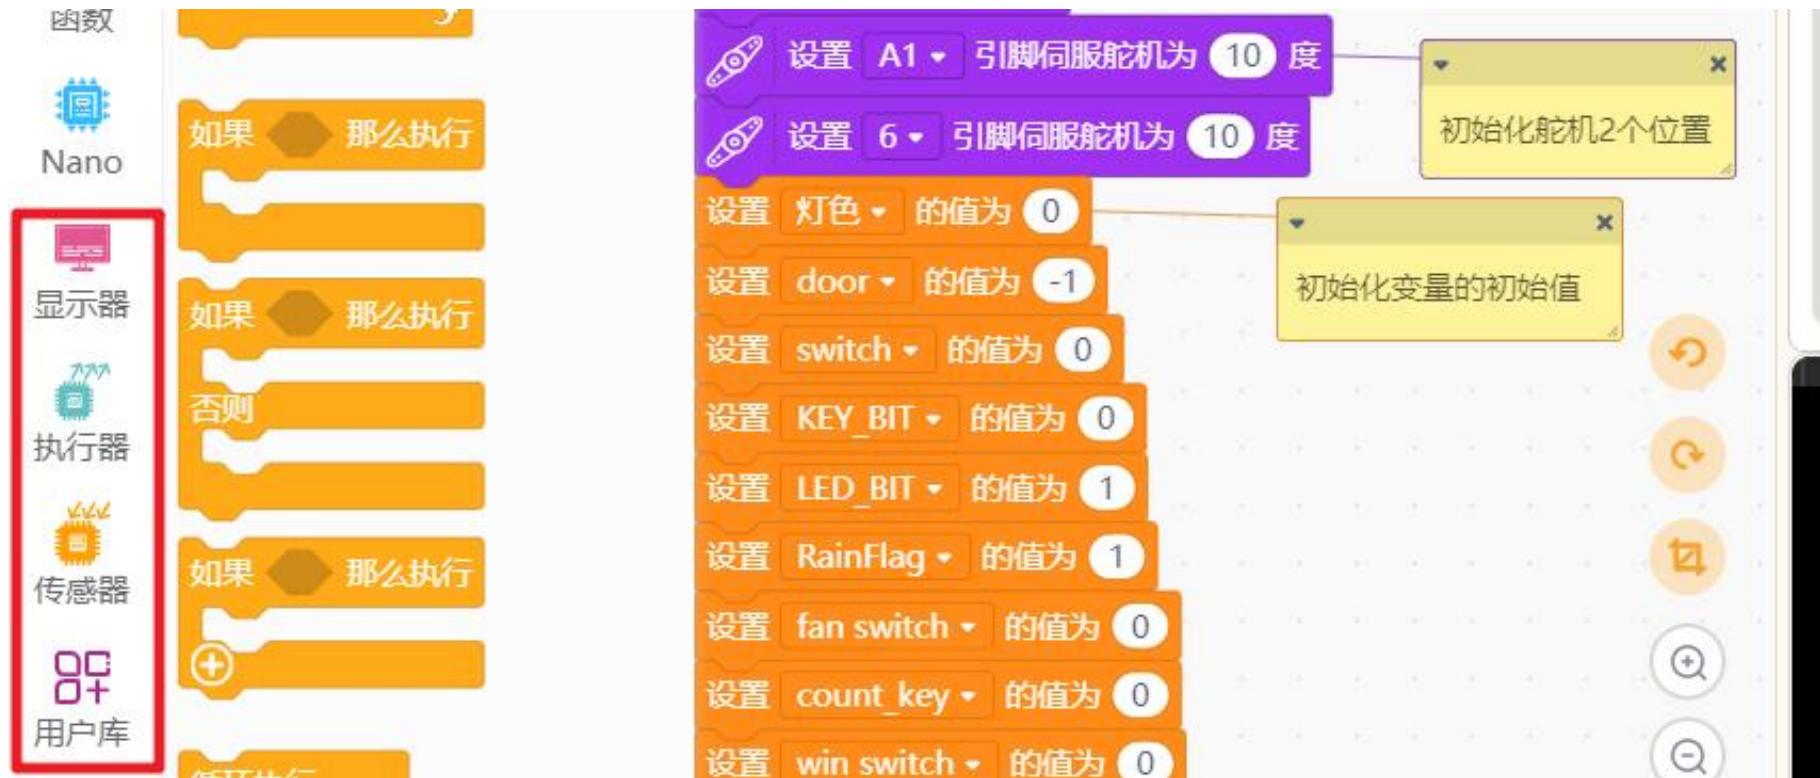 函数
Nano
显示器
执行器
传感器
用户库
如果 那么执行
如果 那么执行
否则
如果 那么执行
循环执行
设置 A1 引脚伺服舵机为 10 度
设置 6 引脚伺服舵机为 10 度
设置 灯色 的值为 0
设置 door 的值为 -1
设置 switch 的值为 0
设置 KEY_BIT 的值为 0
设置 LED_BIT 的值为 1
设置 RainFlag 的值为 1
设置 fan switch 的值为 0
设置 count_key 的值为 0
设置 win switch 的值为 0
初始化舵机2个位置
初始化变量的初始值